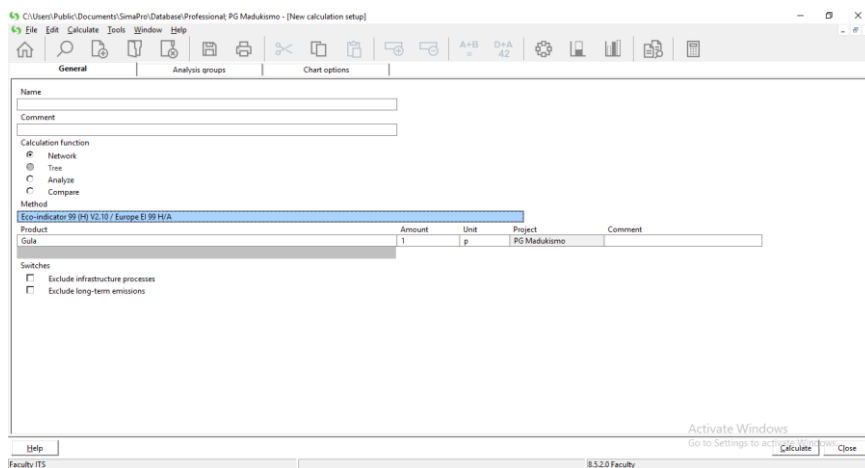 C:\Users\Public\Documents\SimaPro\Database\Professional; PG Madukismo - [New calculation setup]
File Edit Calculate Tools Window Help
A+B
=
D+A
42
General Analysis groups Chart options
Name
Comment
Calculation function
Network
Tree
Analyze
Compare
Method
Eco-indicator 99 (H) V2.10 / Europe EI 99 H/A
Product Amount Unit Project Comment
Gula 1 p PG Madukismo
Switches
Exclude infrastructure processes
Exclude long-term emissions
Activate Windows
Go to Settings to activate Windows.
Help Calculate Close
Faculty ITS 8.5.2.0 Faculty